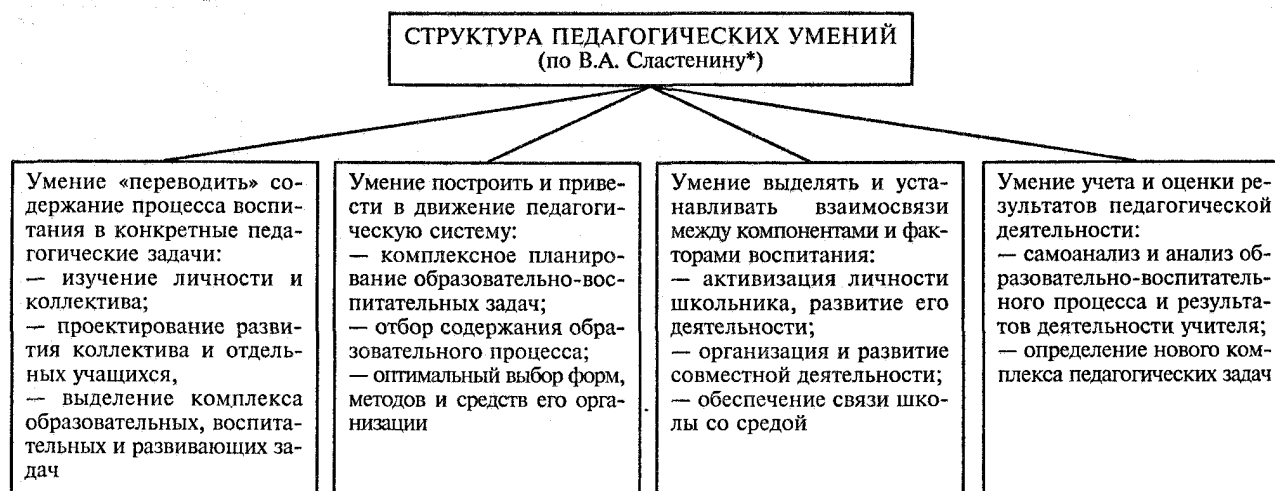 СТРУКТУРА ПЕДАГОГИЧЕСКИХ УМЕНИЙ
(по В.А. Сластенину*)
Умение «переводить» со-
держание процесса воспи-
тания в конкретные педа-
гогические задачи:
— изучение личности и
коллектива;
— проектирование разви-
тия коллектива и отдель-
ных учащихся,
— выделение комплекса
образовательных, воспита-
тельных и развивающих за-
дач
Умение построить и приве-
сти в движение педагоги-
ческую систему:
— комплексное планиро-
вание образовательно-вос-
питательных задач;
— отбор содержания обра-
зовательного процесса;
— оптимальный выбор форм,
методов и средств его орга-
низации
Умение выделять и уста-
навливать взаимосвязи
между компонентами и фак-
торами воспитания:
— активизация личности
школьника, развитие его
деятельности;
— организация и развитие
совместной деятельности;
— обеспечение связи шко-
лы со средой
Умение учета и оценки ре-
зультатов педагогической
деятельности:
— самоанализ и анализ об-
разовательно-воспитатель-
ного процесса и результа-
тов деятельности учителя;
— определение нового ком-
плекса педагогических задач